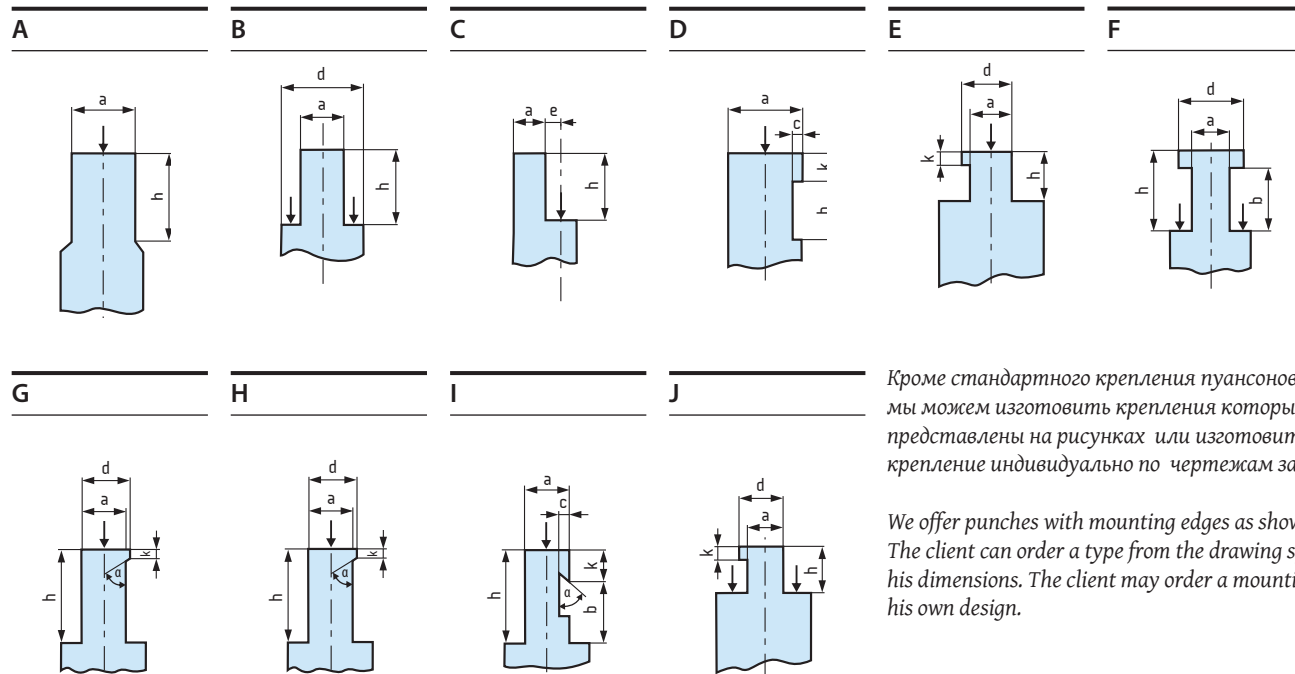 A
a
h
B
d
a
h
C
a e
h
D
a
c
k
h
E
d
a
k
h
F
d
a
h
b
G
d
a
k
α
h
H
d
a
k
α
h
I
a
c
k
α
h
b
J
d
a
k
h
Кроме стандартного крепления пуансонов
мы можем изготовить крепления которы
представлены на рисунках или изготовит
крепление индивидуально по чертежам за
We offer punches with mounting edges as show
The client can order a type from the drawing s
his dimensions. The client may order a mounti
his own design.